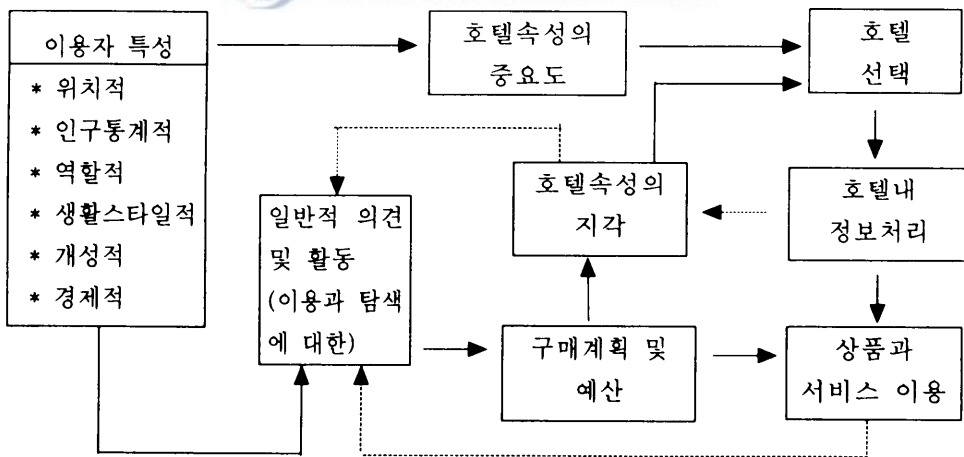 이용자 특성
* 위치적
* 인구통계적
* 역할적
* 생활스타일적
* 개성적
* 경제적
호텔속성의
중요도
호텔
선택
일반적 의견
및 활동
(이용과 탐색
에 대한)
호텔속성의
지각
호텔내
정보처리
구매계획 및
예산
상품과
서비스 이용